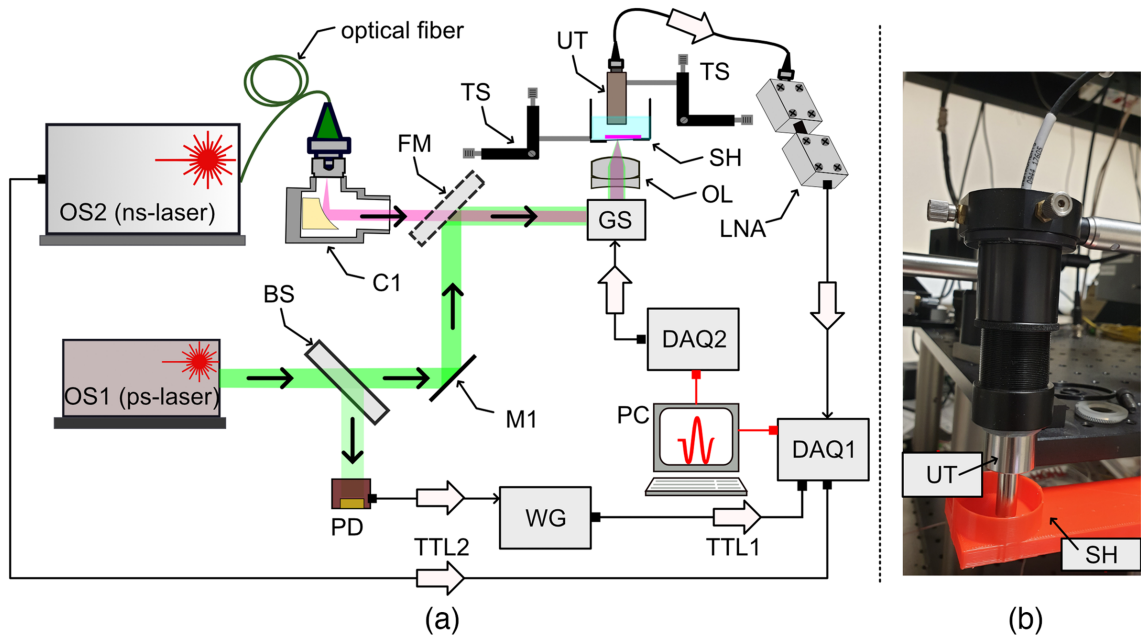 optical fiber
UT
TS
TS
FM
SH
OL
OS2 (ns-laser)
GS
LNA
C1
BS
DAQ2
OS1 (ps-laser)
M1
PC
DAQ1
PD
WG
TTL2
TTL1
(a)
UT
SH
(b)